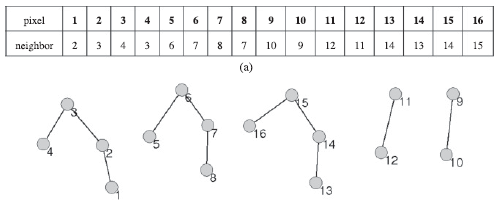 pixel 1 2 3 4 5 6 7 8 9 10 11 12 13 14 15 16
neighbor 2 3 4 3 6 7 8 7 10 9 12 11 14 13 14 15
(a)
3 4 2 1
6 5 7 8
15 16 14 13
11 12
9 10